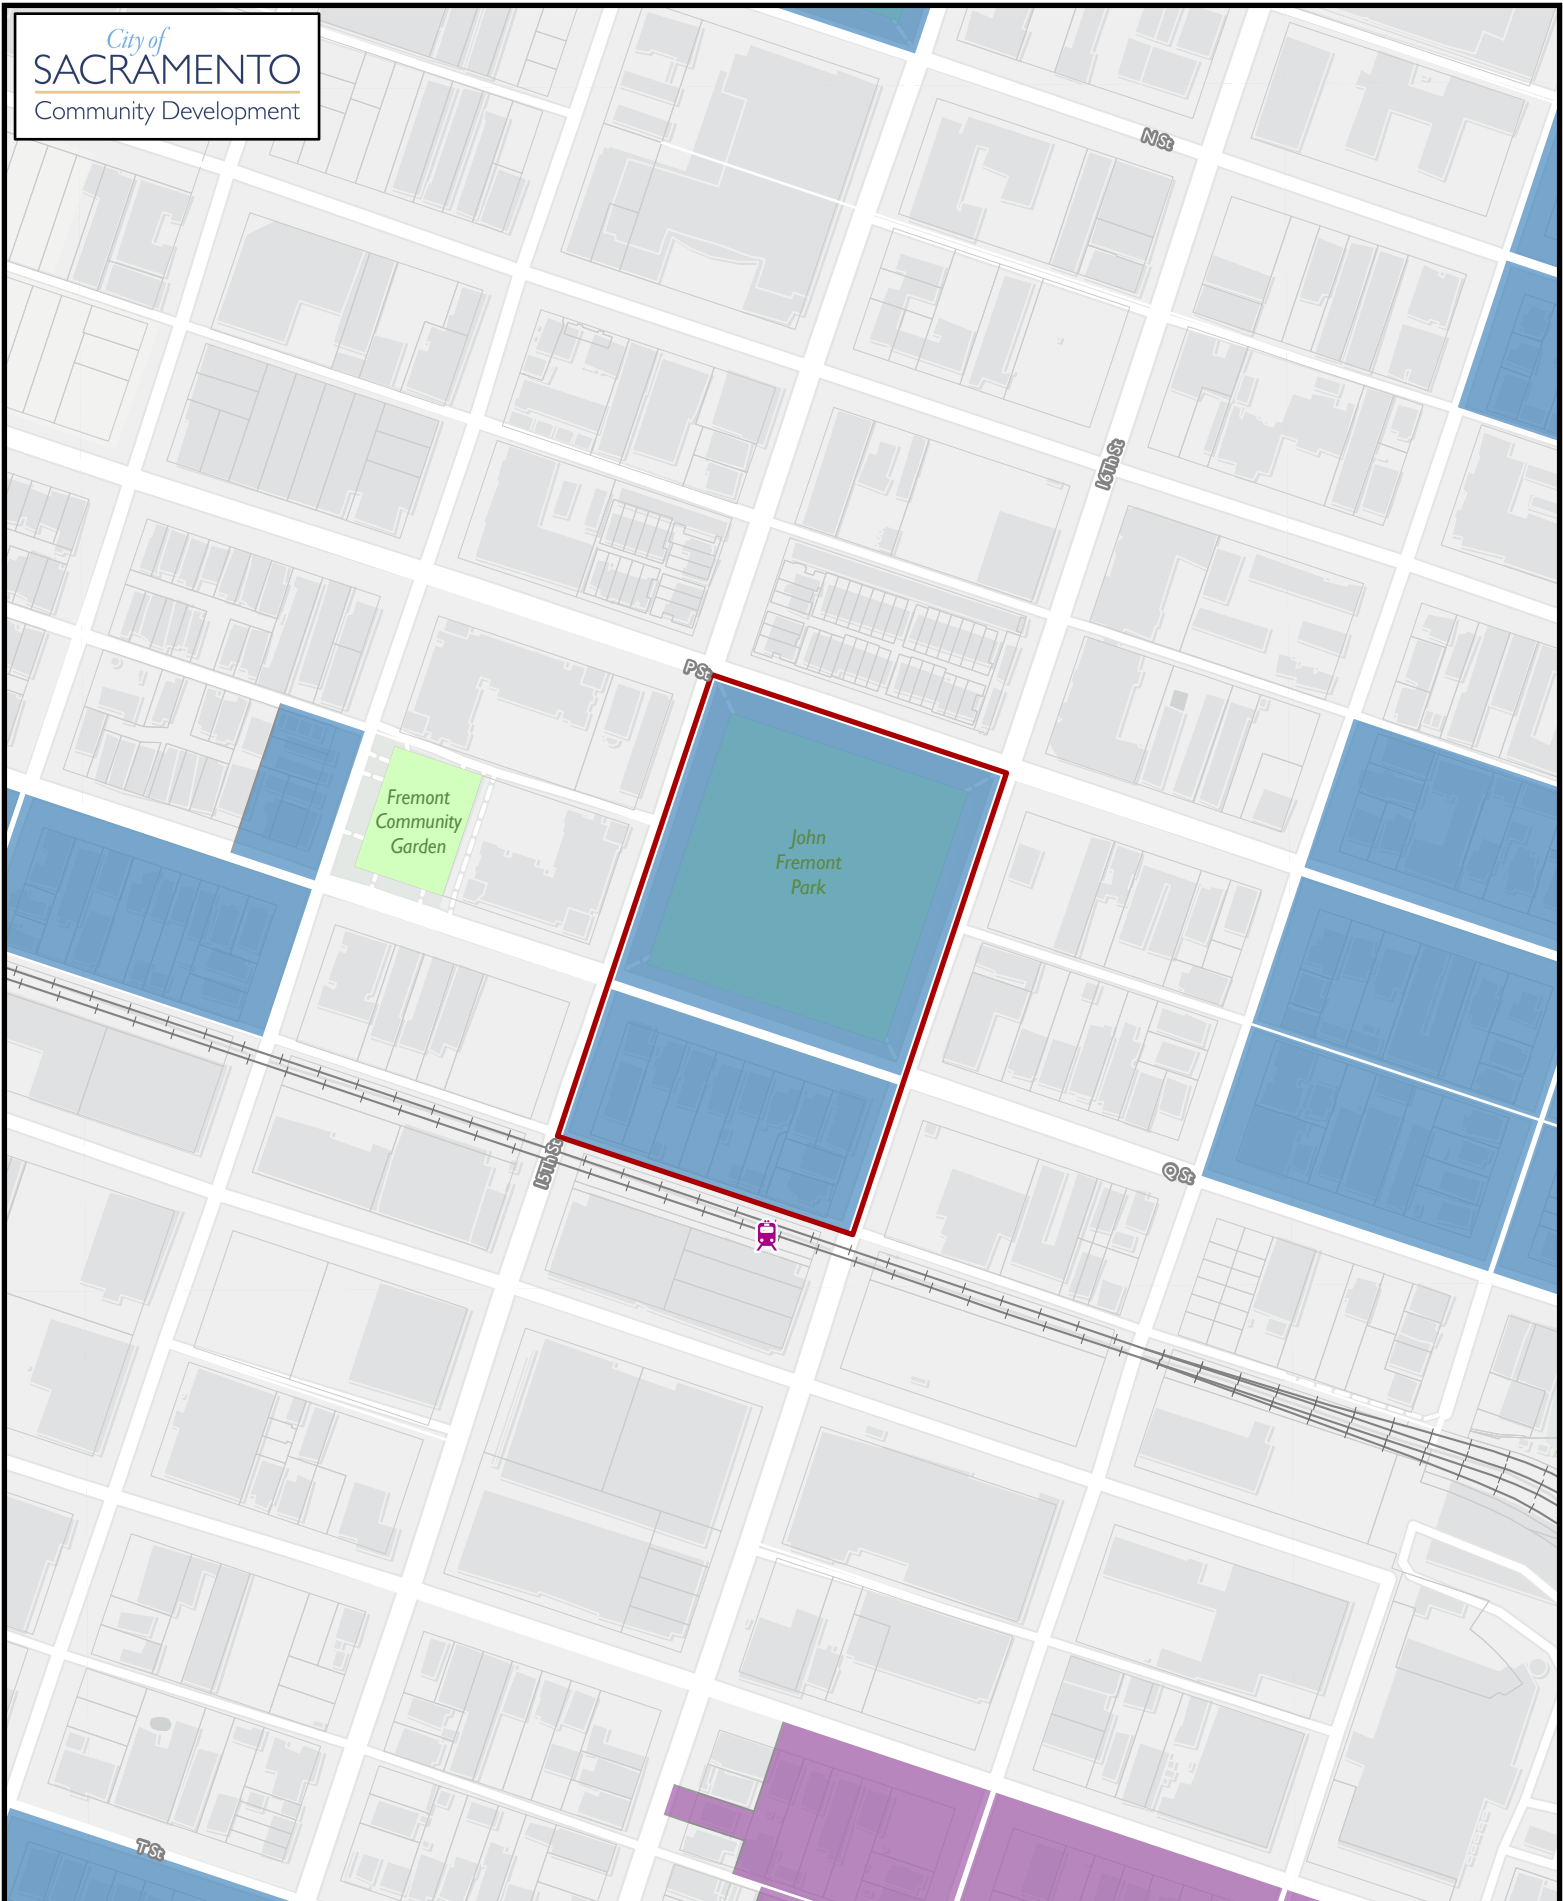 City of
SACRAMENTO
Community Development
N St
16Th St
P St
Fremont
Community
Garden
John
Fremont
Park
15Th St
Q St
T St